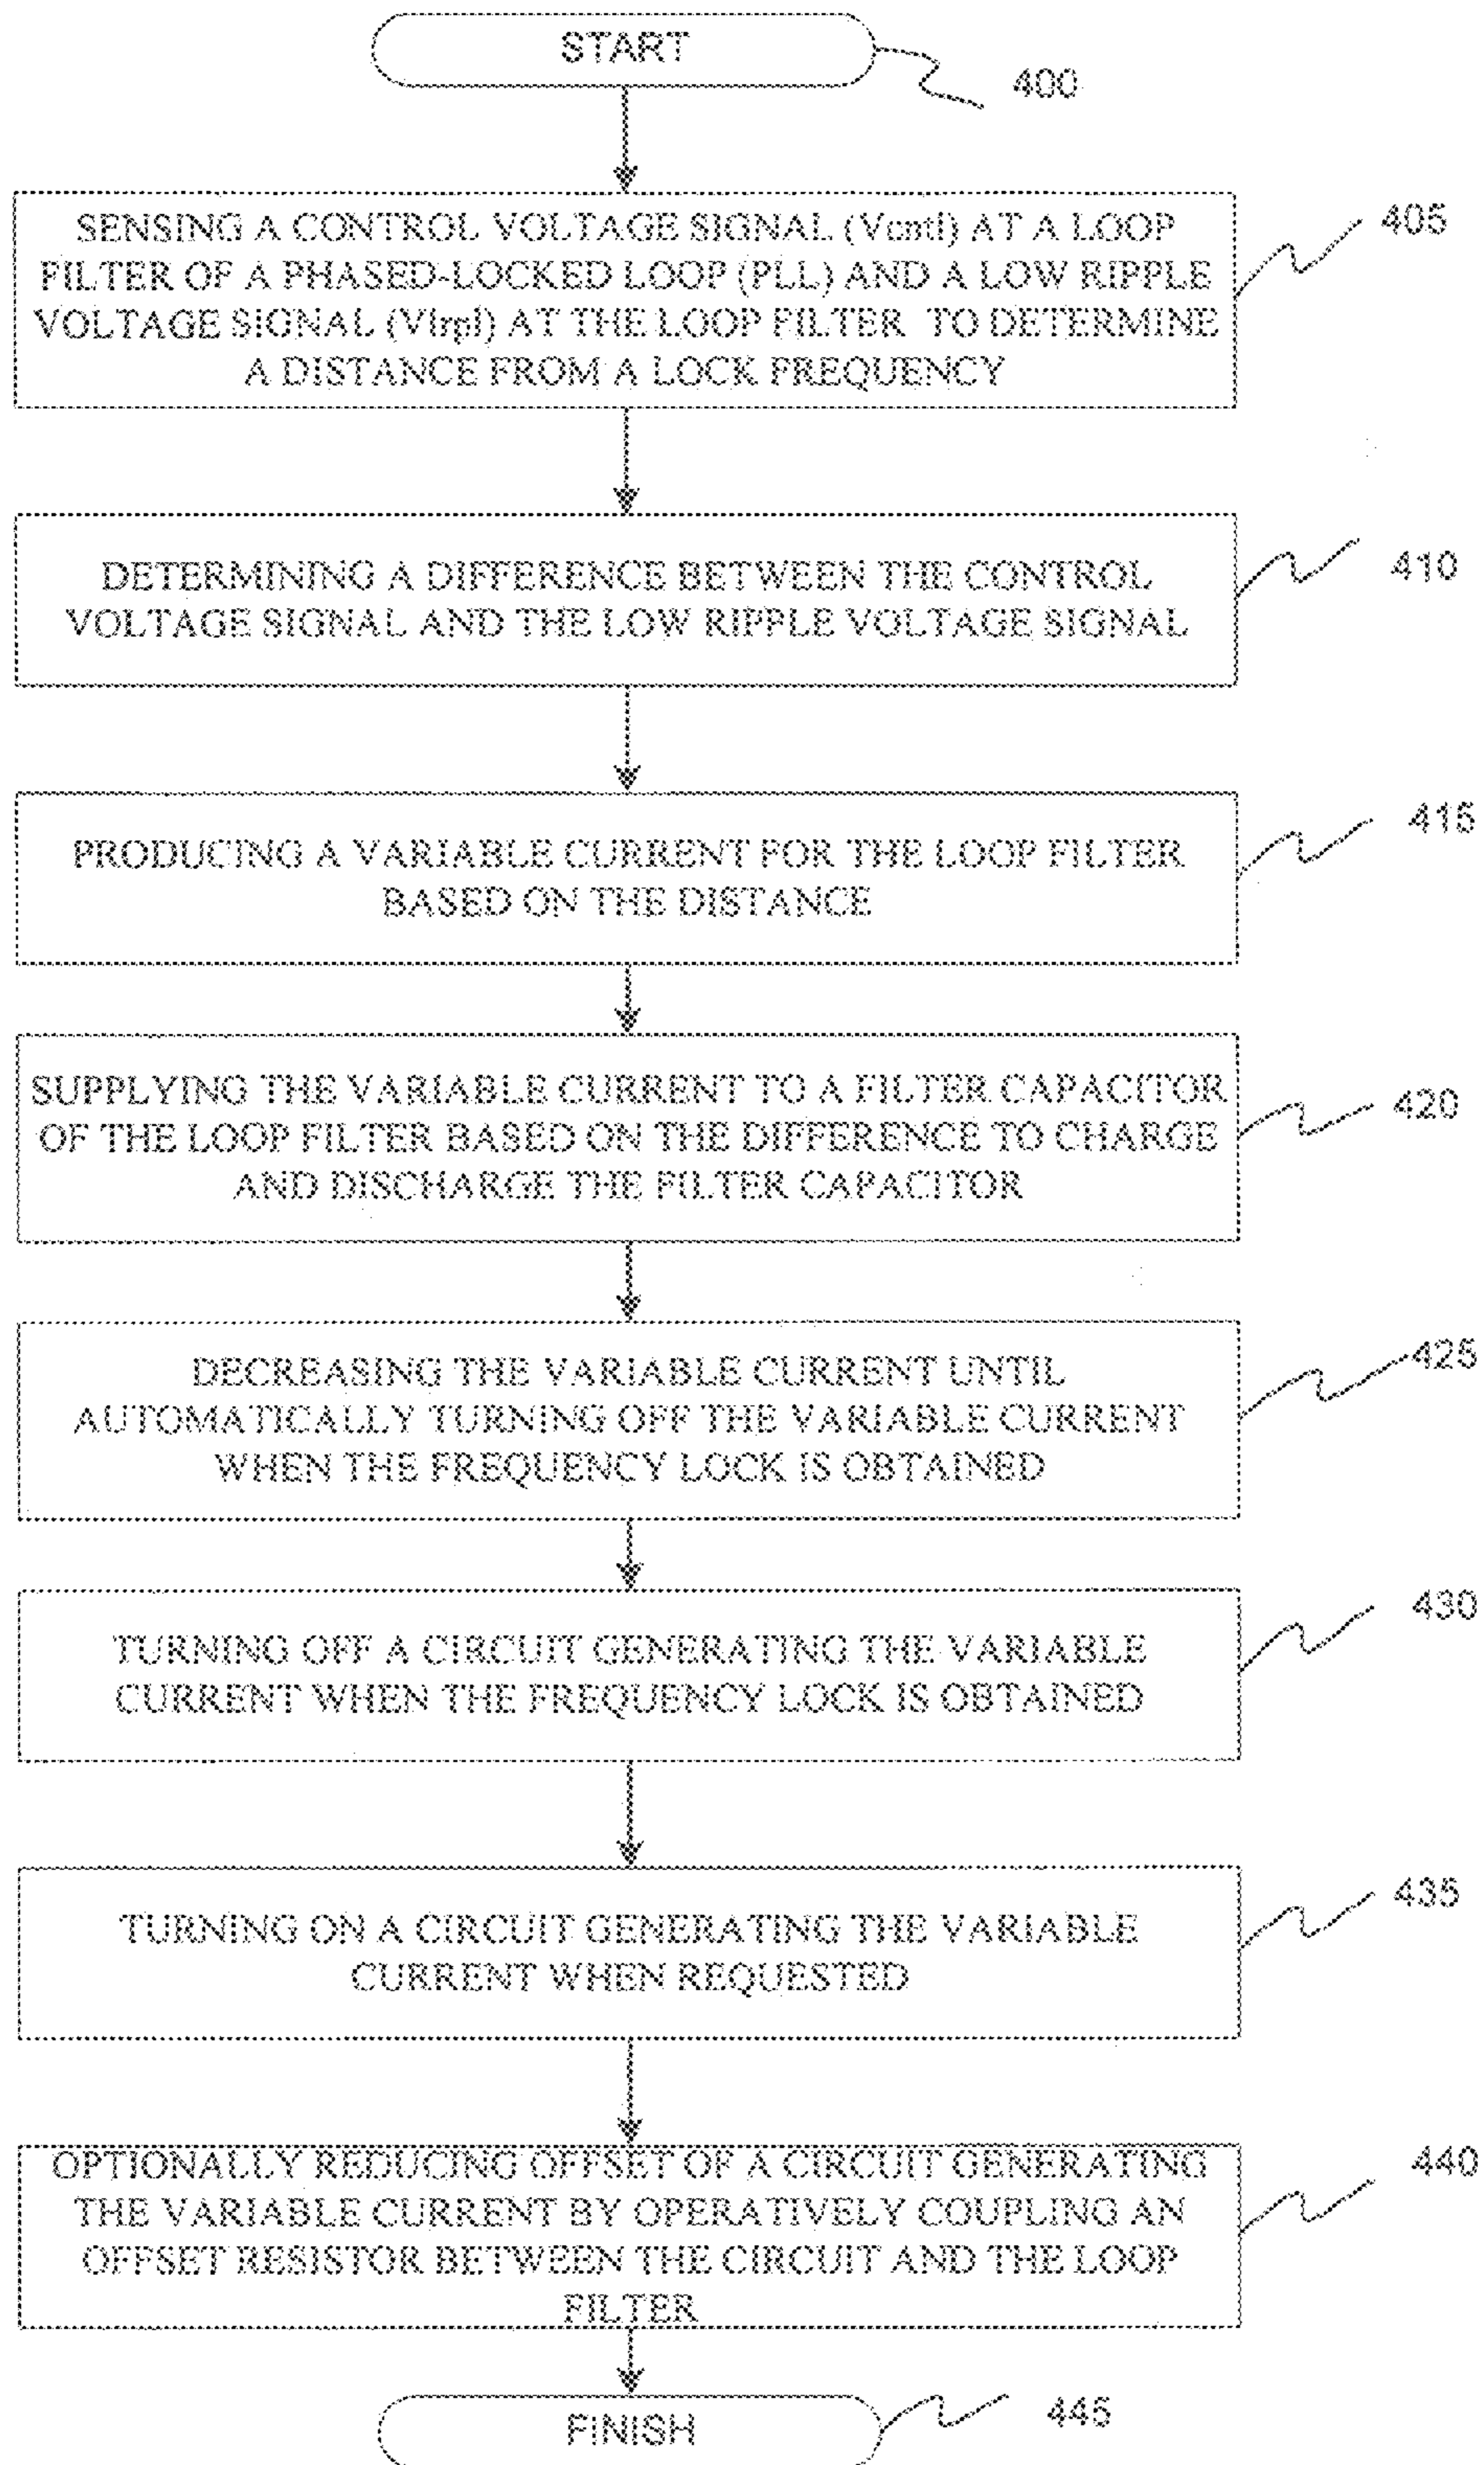 START
400
SENSING A CONTROL VOLTAGE SIGNAL (Vcntl) AT A LOOP
FILTER OF A PHASED-LOCKED LOOP (PLL) AND A LOW RIPPLE
VOLTAGE SIGNAL (Vlrpl) AT THE LOOP FILTER TO DETERMINE
A DISTANCE FROM A LOCK FREQUENCY
405
DETERMINING A DIFFERENCE BETWEEN THE CONTROL
VOLTAGE SIGNAL AND THE LOW RIPPLE VOLTAGE SIGNAL
410
PRODUCING A VARIABLE CURRENT FOR THE LOOP FILTER
BASED ON THE DISTANCE
415
SUPPLYING THE VARIABLE CURRENT TO A FILTER CAPACITOR
OF THE LOOP FILTER BASED ON THE DIFFERENCE TO CHARGE
AND DISCHARGE THE FILTER CAPACITOR
420
DECREASING THE VARIABLE CURRENT UNTIL
AUTOMATICALLY TURNING OFF THE VARIABLE CURRENT
WHEN THE FREQUENCY LOCK IS OBTAINED
425
TURNING OFF A CIRCUIT GENERATING THE VARIABLE
CURRENT WHEN THE FREQUENCY LOCK IS OBTAINED
430
TURNING ON A CIRCUIT GENERATING THE VARIABLE
CURRENT WHEN REQUESTED
435
OPTIONALLY REDUCING OFFSET OF A CIRCUIT GENERATING
THE VARIABLE CURRENT BY OPERATIVELY COUPLING AN
OFFSET RESISTOR BETWEEN THE CIRCUIT AND THE LOOP
FILTER
440
FINISH
445